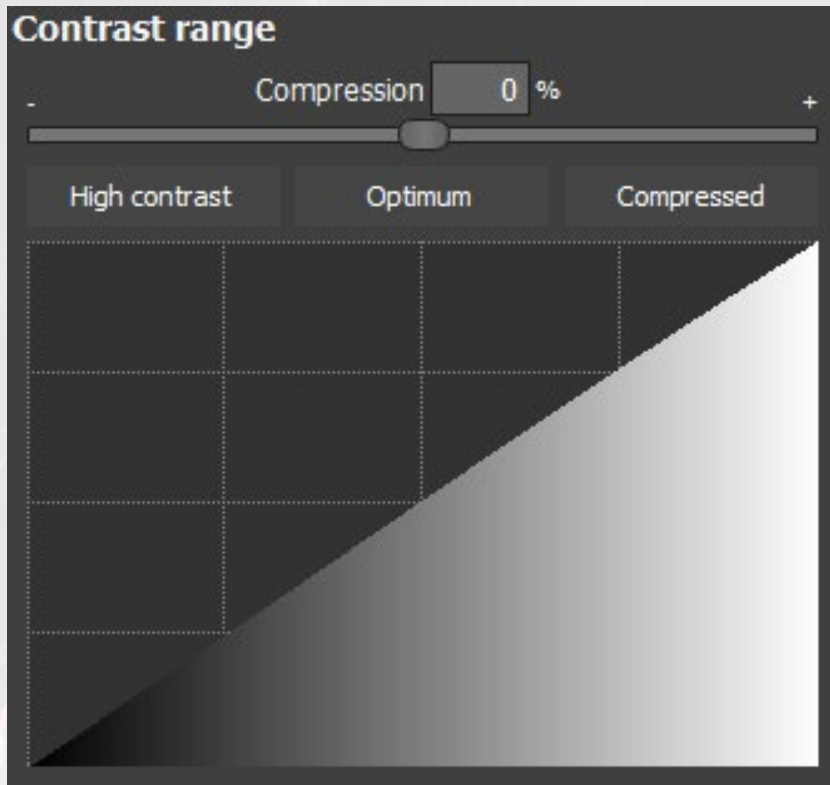 Contrast range
Compression 0 %
- +
High contrast Optimum Compressed